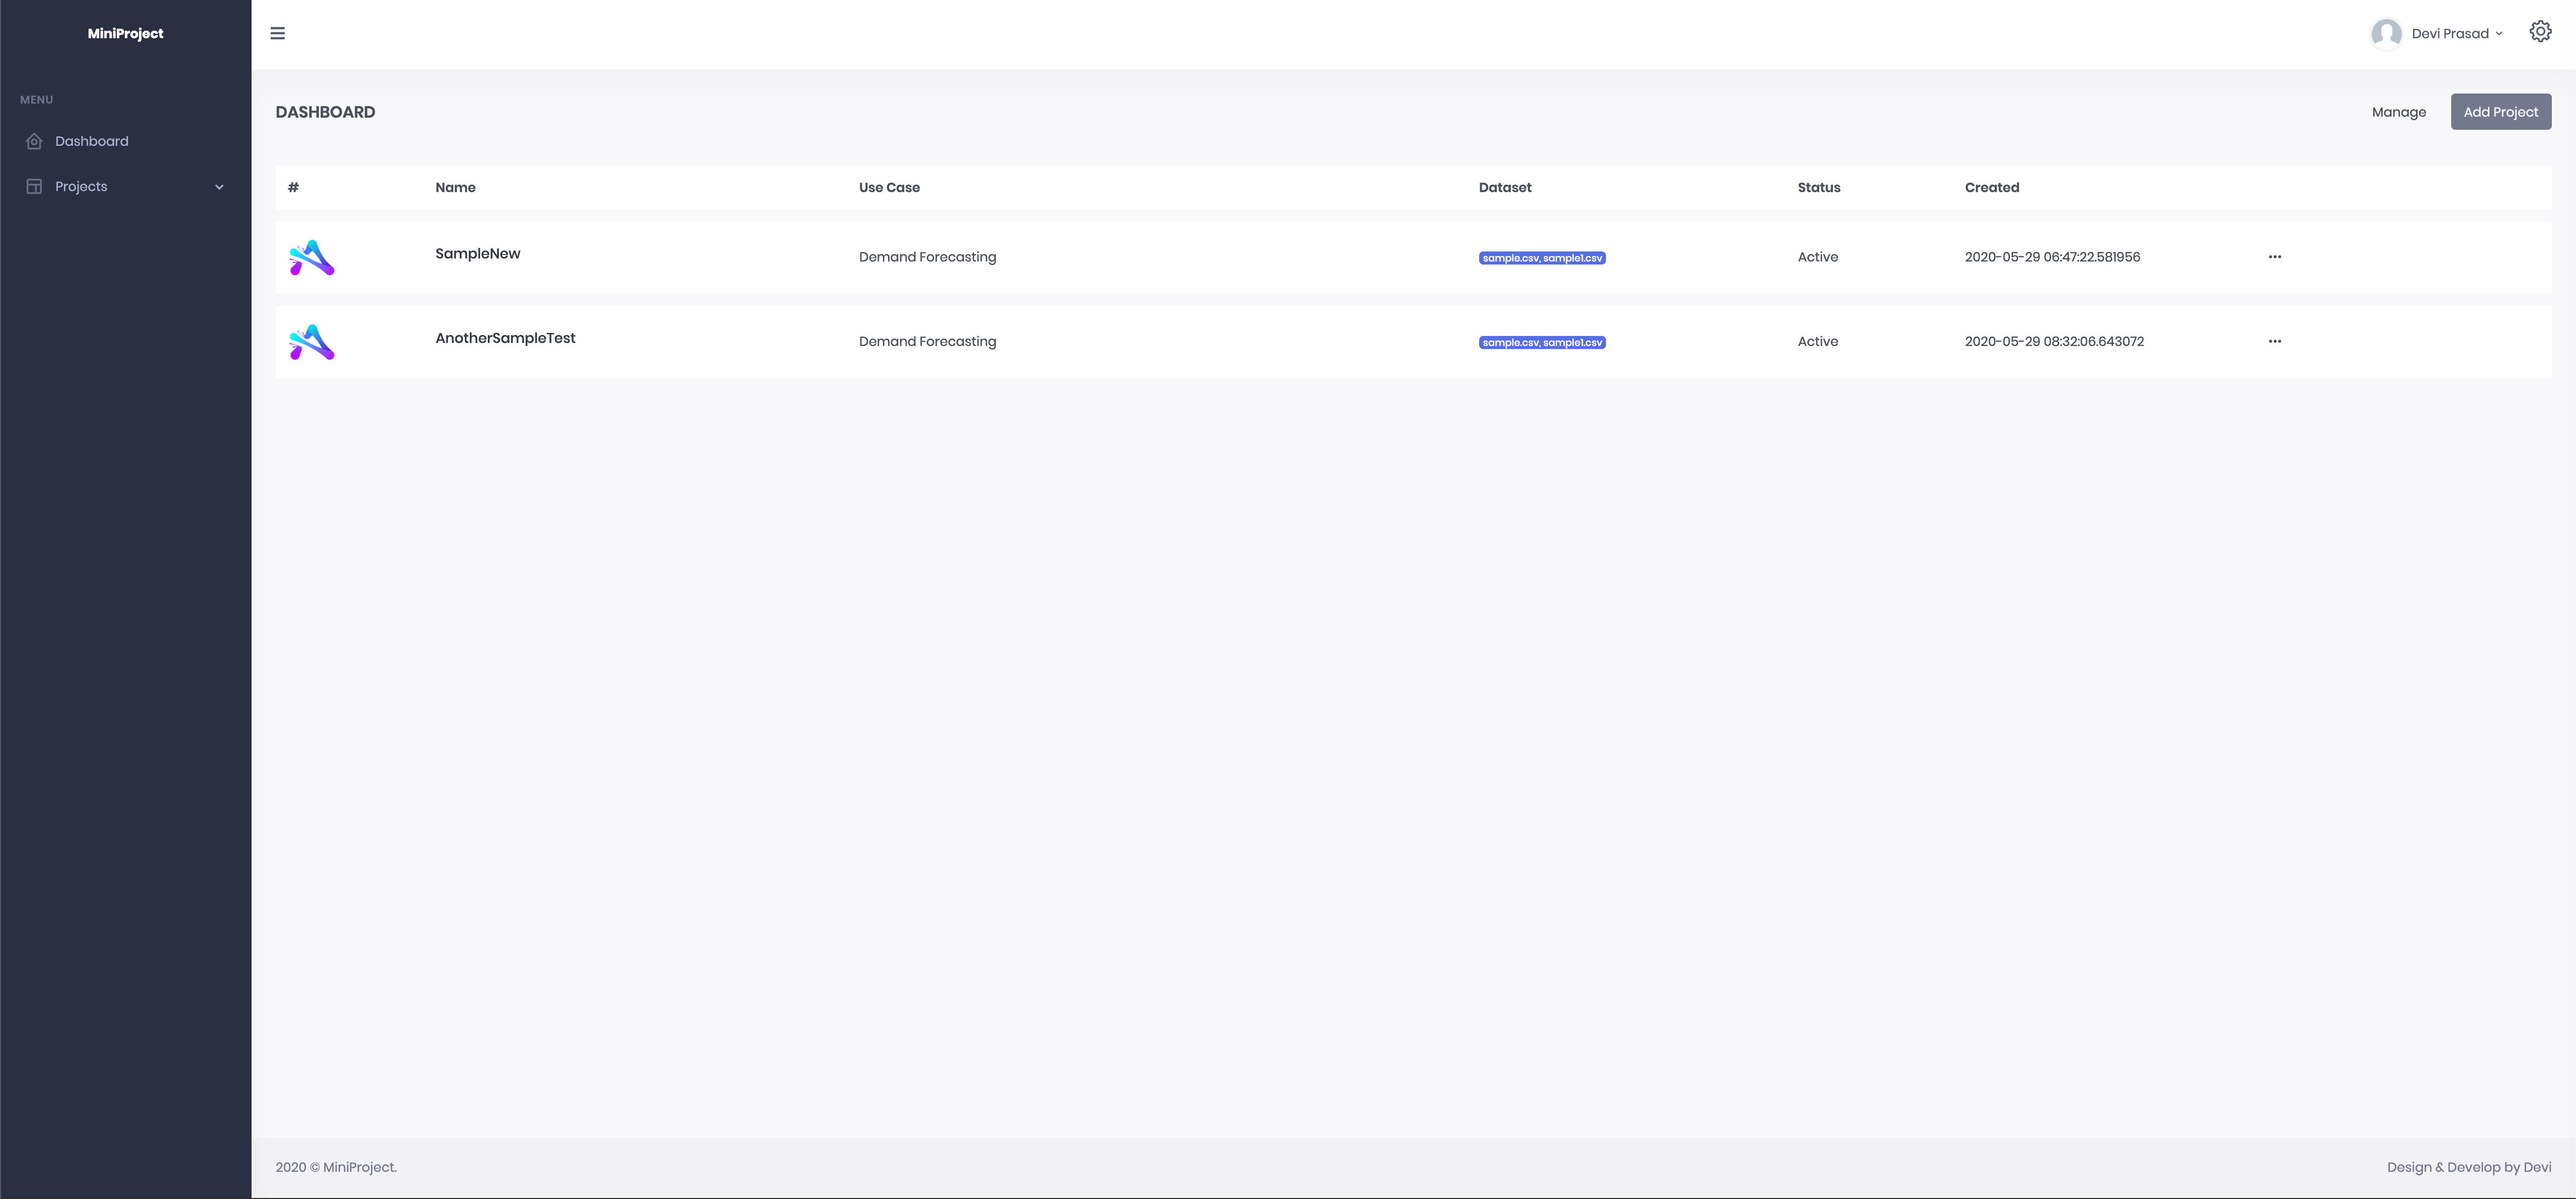 MiniProject
Devi Prasad
MENU
Dashboard
Projects
DASHBOARD
Manage
Add Project
# Name Use Case Dataset Status Created
SampleNew Demand Forecasting sample.csv, sample1.csv Active 2020-05-29 06:47:22.581956
AnotherSampleTest Demand Forecasting sample.csv, sample1.csv Active 2020-05-29 08:32:06.643072
2020 © MiniProject.
Design & Develop by Devi